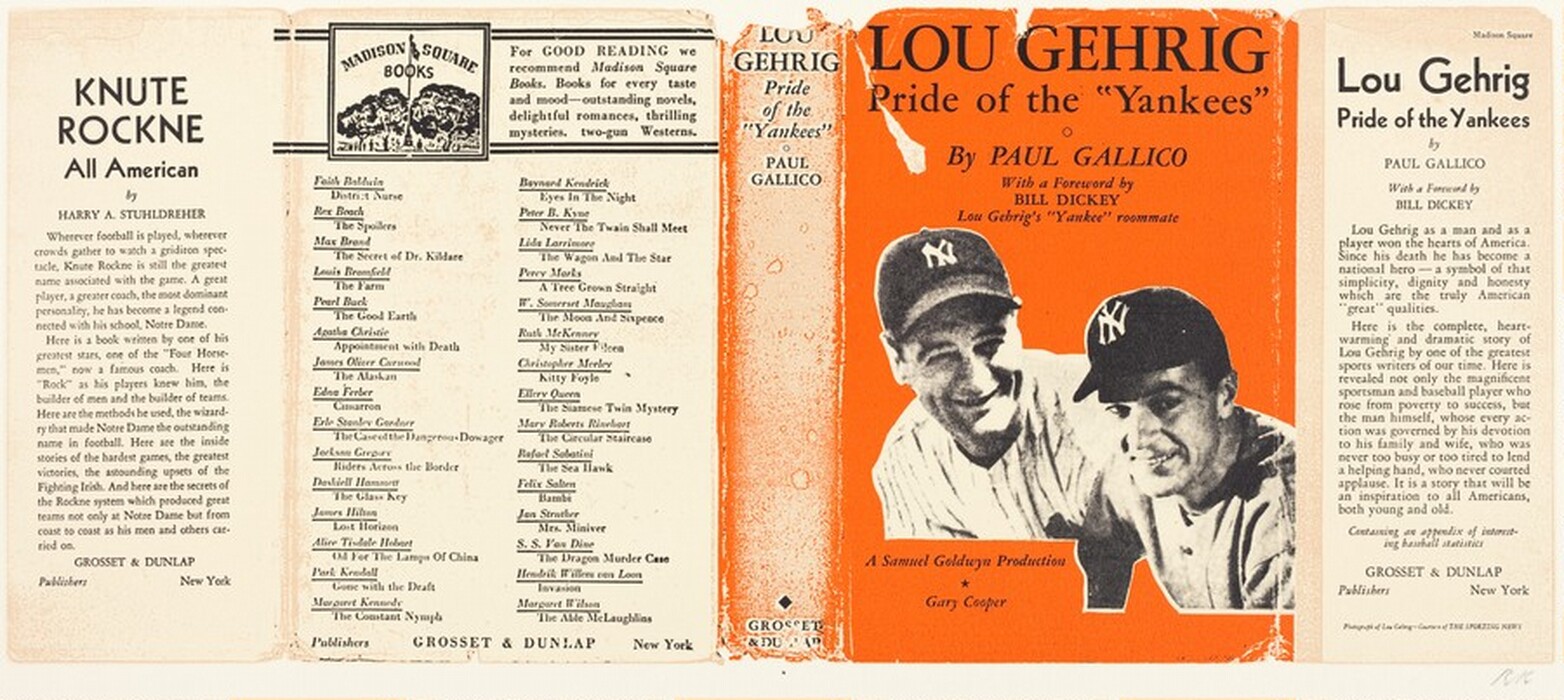 KNUTE
ROCKNE
All American
by
HARRY A. STUHLDREHER
Wherever football is played, wherever
crowds gather to watch a gridiron spec-
tacle, Knute Rockne is still the greatest
name associated with the game. A great
player, a greater coach, the most dominant
personality, he has become a legend con-
nected with his school, Notre Dame.
Here is a book written by one of his
greatest stars, one of the "Four Horse-
men," now a famous coach. Here is
"Rock" as his players knew him, the
builder of men and the builder of teams.
Here are the methods he used, the wizard-
ry that made Notre Dame the outstanding
name in football. Here are the inside
stories of the hardest games, the greatest
victories, the astounding upsets of the
Fighting Irish. And here are the secrets of
the Rockne system which produced great
teams not only at Notre Dame but from
coast to coast as his men and others car-
ried on.
GROSSET & DUNLAP
Publishers New York
MADISON SQUARE
BOOKS
For GOOD READING we
recommend Madison Square
Books. Books for every taste
and mood—outstanding novels,
delightful romances, thrilling
mysteries, two-gun Westerns.
Faith Baldwin
District Nurse
Rex Beach
The Spoilers
Max Brand
The Secret of Dr. Kildare
Louis Bromfield
The Farm
Pearl Buck
The Good Earth
Agatha Christie
Appointment with Death
James Oliver Curwood
The Alaskan
Edna Ferber
Cimarron
Erle Stanley Gardner
The Case of the Dangerous Dowager
Jackson Gregory
Riders Across the Border
Dashiell Hammett
The Glass Key
James Hilton
Lost Horizon
Alice Tisdale Hobart
Oil For The Lamps Of China
Park Kendall
Gone with the Draft
Margaret Kennedy
The Constant Nymph
Baynard Kendrick
Eyes In The Night
Peter B. Kyne
Never The Twain Shall Meet
Lida Larrimore
The Wagon And The Star
Percy Marks
A Tree Grown Straight
W. Somerset Maugham
The Moon And Sixpence
Ruth McKenney
My Sister Eileen
Christopher Morley
Kitty Foyle
Ellery Queen
The Siamese Twin Mystery
Mary Roberts Rinehart
The Circular Staircase
Rafael Sabatini
The Sea Hawk
Felix Salten
Bambi
Jan Struther
Mrs. Miniver
S. S. Van Dine
The Dragon Murder Case
Hendrik Willem van Loon
Invasion
Margaret Wilson
The Able McLaughlins
Publishers GROSSET & DUNLAP New York
LOU
GEHRIG
Pride
of the
"Yankees"
PAUL
GALLICO
GROSSET
& DUNLAP
LOU GEHRIG
Pride of the "Yankees"
By PAUL GALLICO
With a Foreword by
BILL DICKEY
Lou Gehrig's "Yankee" roommate
NY
NY
A Samuel Goldwyn Production
★
Gary Cooper
Madison Square
Lou Gehrig
Pride of the Yankees
by
PAUL GALLICO
With a Foreword by
BILL DICKEY
Lou Gehrig as a man and as a
player won the hearts of America.
Since his death he has become a
national hero — a symbol of that
simplicity, dignity and honesty
which are the truly American
"great" qualities.
Here is the complete, heart-
warming and dramatic story of
Lou Gehrig by one of the greatest
sports writers of our time. Here is
revealed not only the magnificent
sportsman and baseball player who
rose from poverty to success, but
the man himself, whose every ac-
tion was governed by his devotion
to his family and wife, who was
never too busy or too tired to lend
a helping hand, who never courted
applause. It is a story that will be
an inspiration to all Americans,
both young and old.
Containing an appendix of interest-
ing baseball statistics
GROSSET & DUNLAP
Publishers New York
Photograph of Lou Gehrig—Courtesy of THE SPORTING NEWS
RK